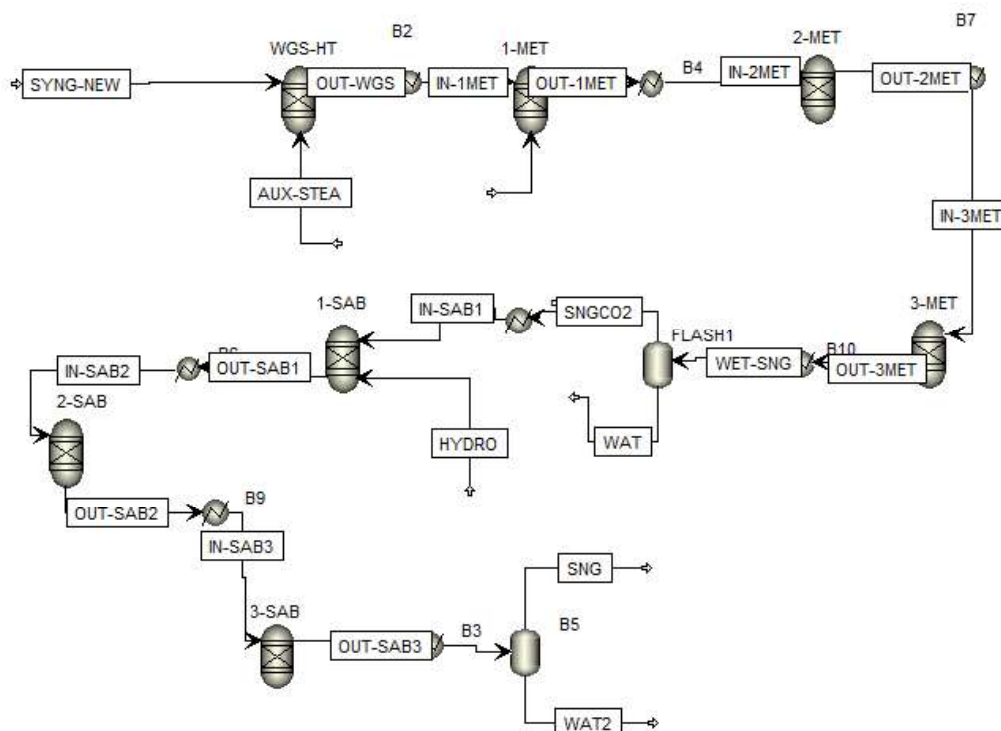 B7
B2
WGS-HT
1-MET
2-MET
SYNG-NEW
OUT-WGS
IN-1MET
OUT-1MET
B4
IN-2MET
OUT-2MET
AUX-STEA
IN-3MET
1-SAB
IN-SAB1
SNGCO2
3-MET
FLASH1
IN-SAB2
OUT-SAB1
WET-SNG
B10
OUT-3MET
2-SAB
HYDRO
WAT
OUT-SAB2
B9
IN-SAB3
SNG
3-SAB
OUT-SAB3
B3
B5
WAT2